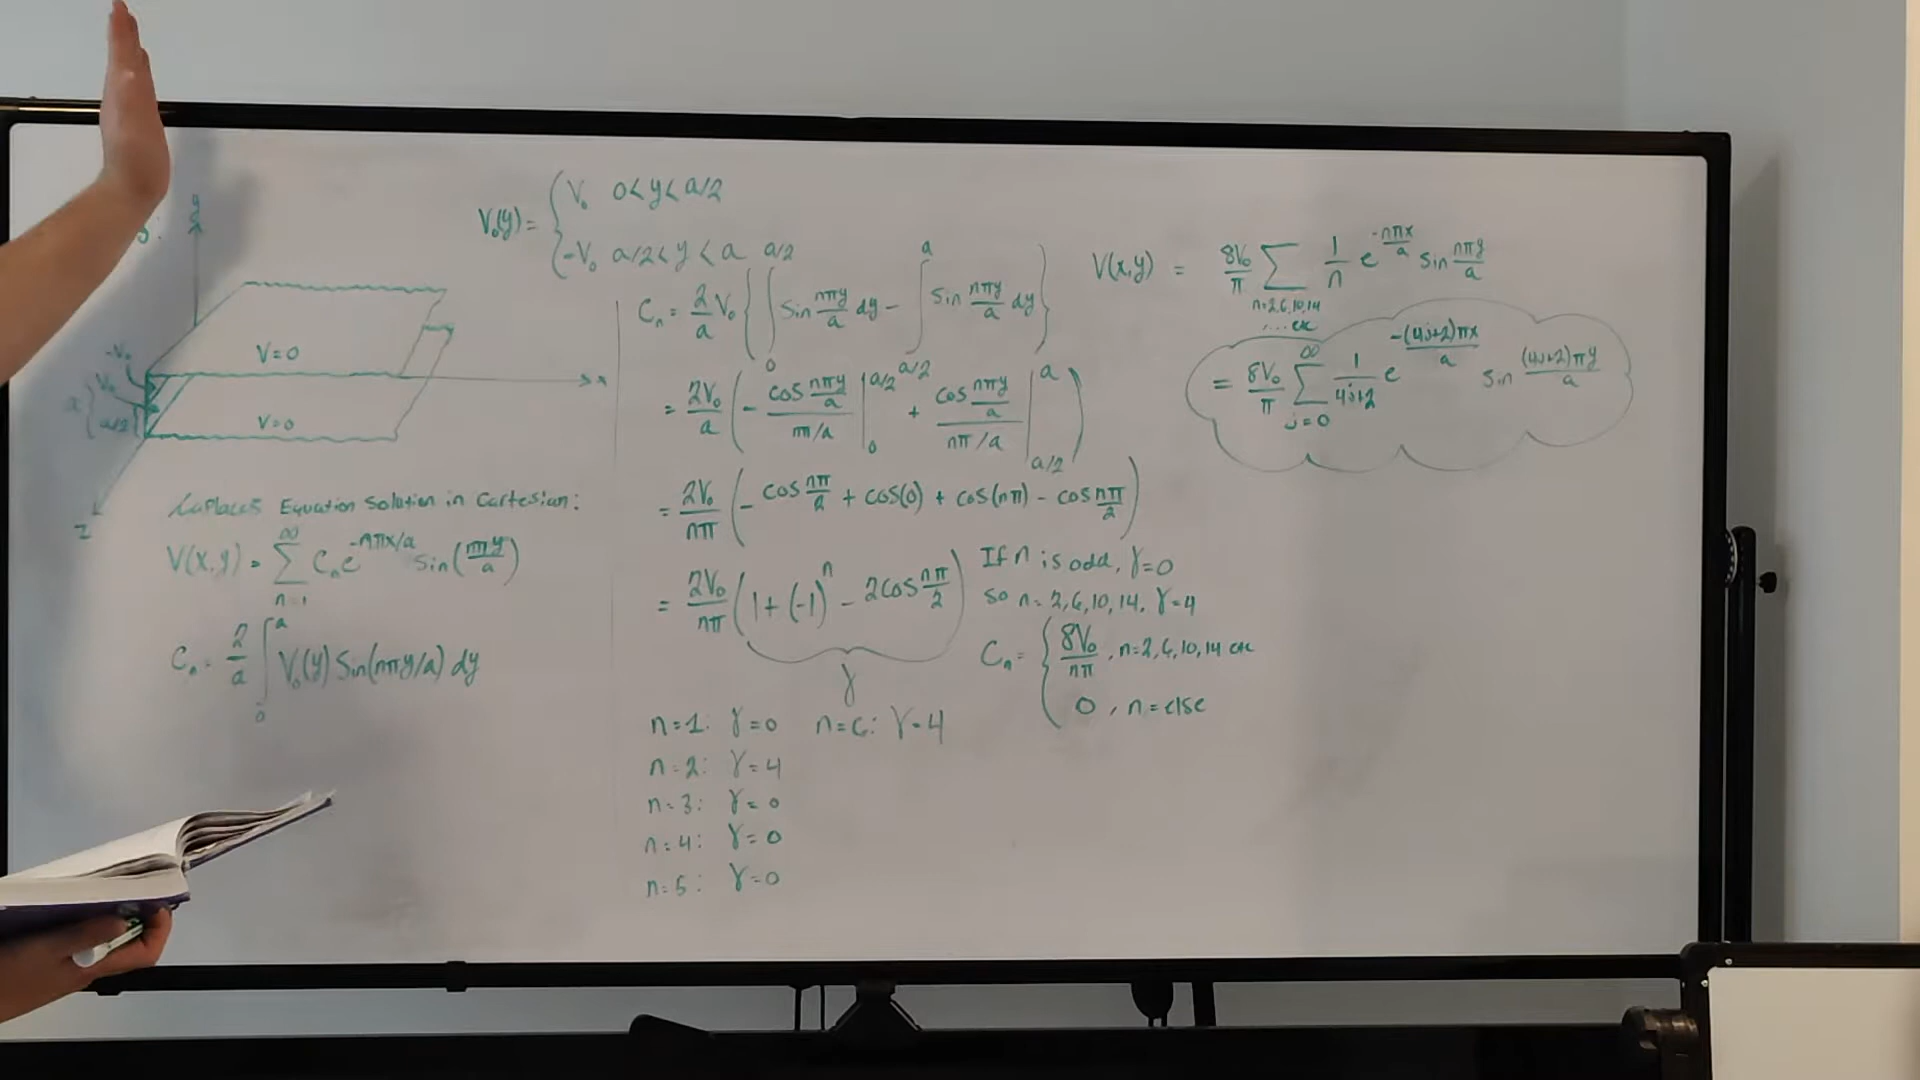 y
-V₀
V₀
V=0
x
a
a/2
V=0
z
Laplaces Equation Solution in Cartesian:
V(x,y) = ∑_{n=1}^{∞} Cₙ e^{-nπx/a} sin(nπy/a)
Cₙ = 2/a ∫₀^a V₀(y) Sin(nπy/a) dy
V₀(y) = { V₀ 0<y<a/2
-V₀ a/2<y<a
Cₙ = 2/a V₀ { ∫₀^{a/2} Sin nπy/a dy - ∫_{a/2}^{a} Sin nπy/a dy }
= 2V₀/a ( - cos nπy/a / nπ/a |₀^{a/2} a/2 + cos nπy/a / nπ/a |_{a/2}^{a} )
= 2V₀/nπ ( - cos nπ/2 + cos(0) + cos(nπ) - cos nπ/2 )
= 2V₀/nπ ( 1 + (-1)ⁿ - 2cos nπ/2 )
γ
n=1: γ=0 n=6: γ=4
n=2: γ=4
n=3: γ=0
n=4: γ=0
n=5: γ=0
If n is odd, γ=0
So n=2,6,10,14, γ=4
Cₙ = { 8V₀/nπ , n=2,6,10,14 etc
0 , n=else
V(x,y) = 8V₀/π ∑_{n=2,6,10,14 ...etc} 1/n e^{-nπx/a} sin nπy/a
= 8V₀/π ∑_{j=0}^{∞} 1/4j+2 e^{-(4j+2)πx/a} sin (4j+2)πy/a